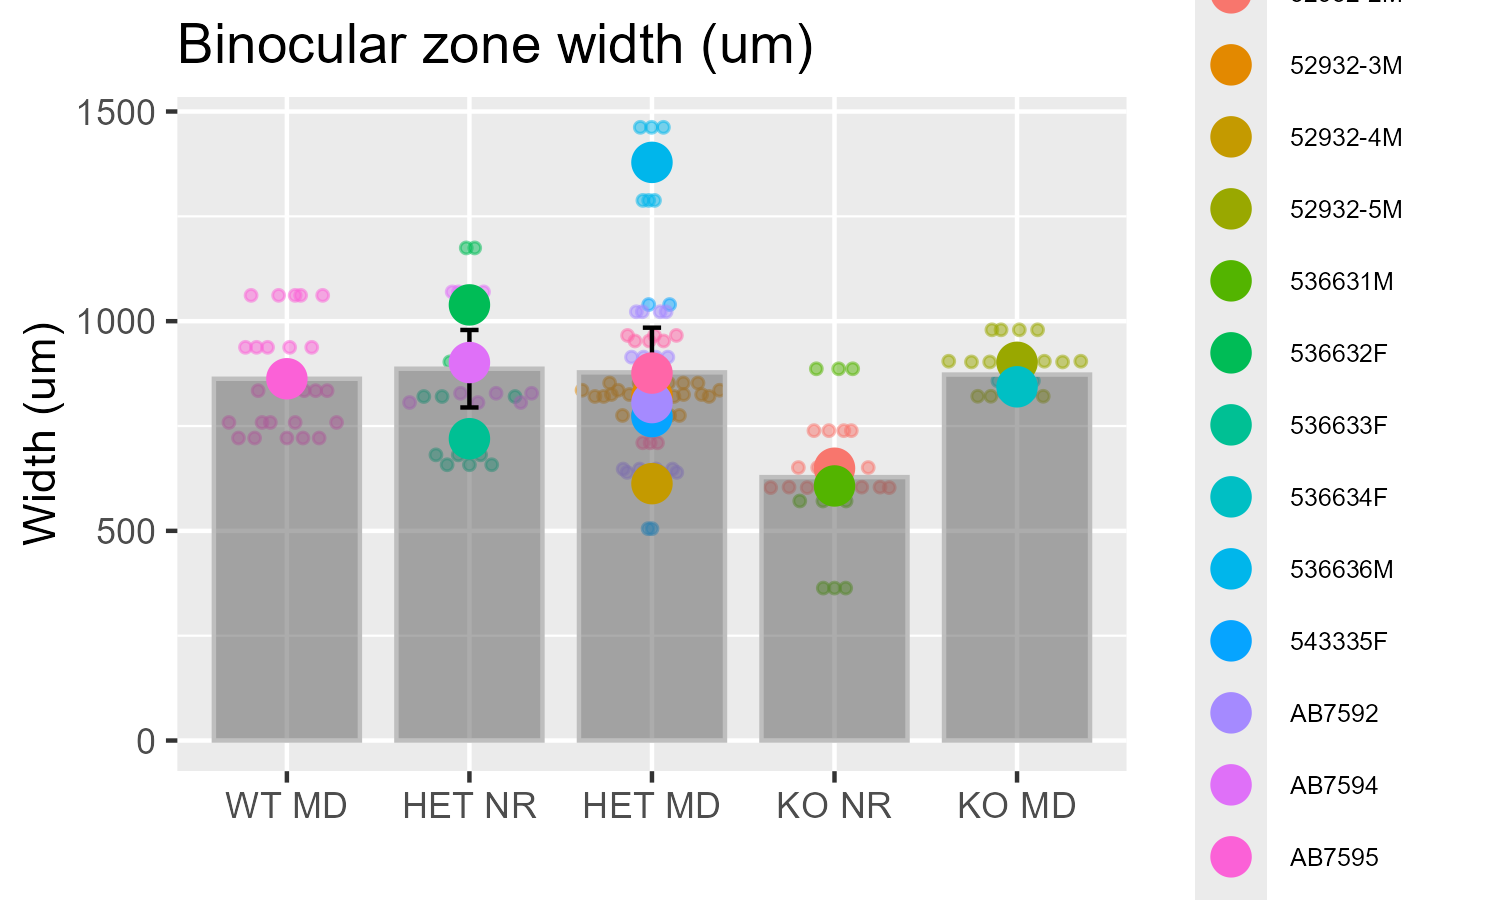 Binocular zone width (um)
Width (um)
1500
1000
500
0
WT MD
HET NR
HET MD
KO NR
KO MD
52932-3M
52932-4M
52932-5M
536631M
536632F
536633F
536634F
536636M
543335F
AB7592
AB7594
AB7595